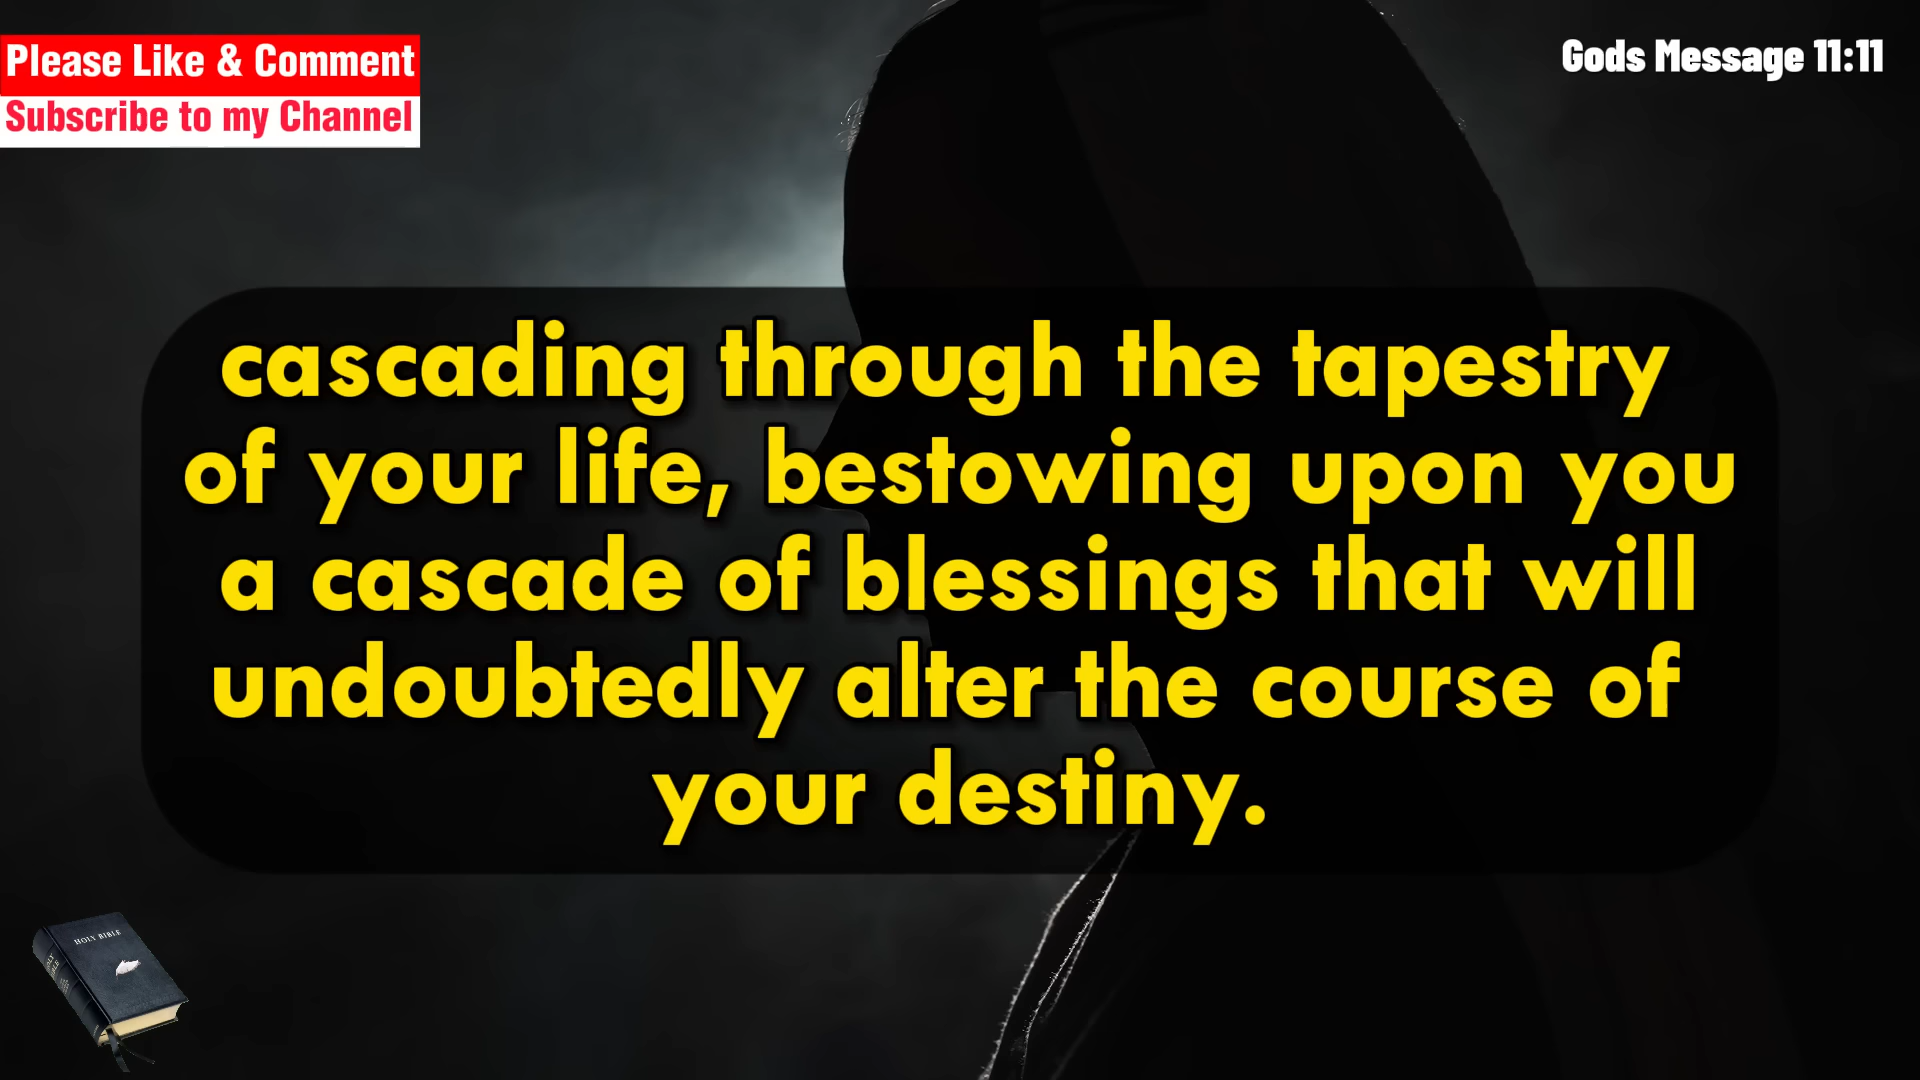 Please Like & Comment
Subscribe to my Channel
Gods Message 11:11
cascading through the tapestry
of your life, bestowing upon you
a cascade of blessings that will
undoubtedly alter the course of
your destiny.
HOLY BIBLE